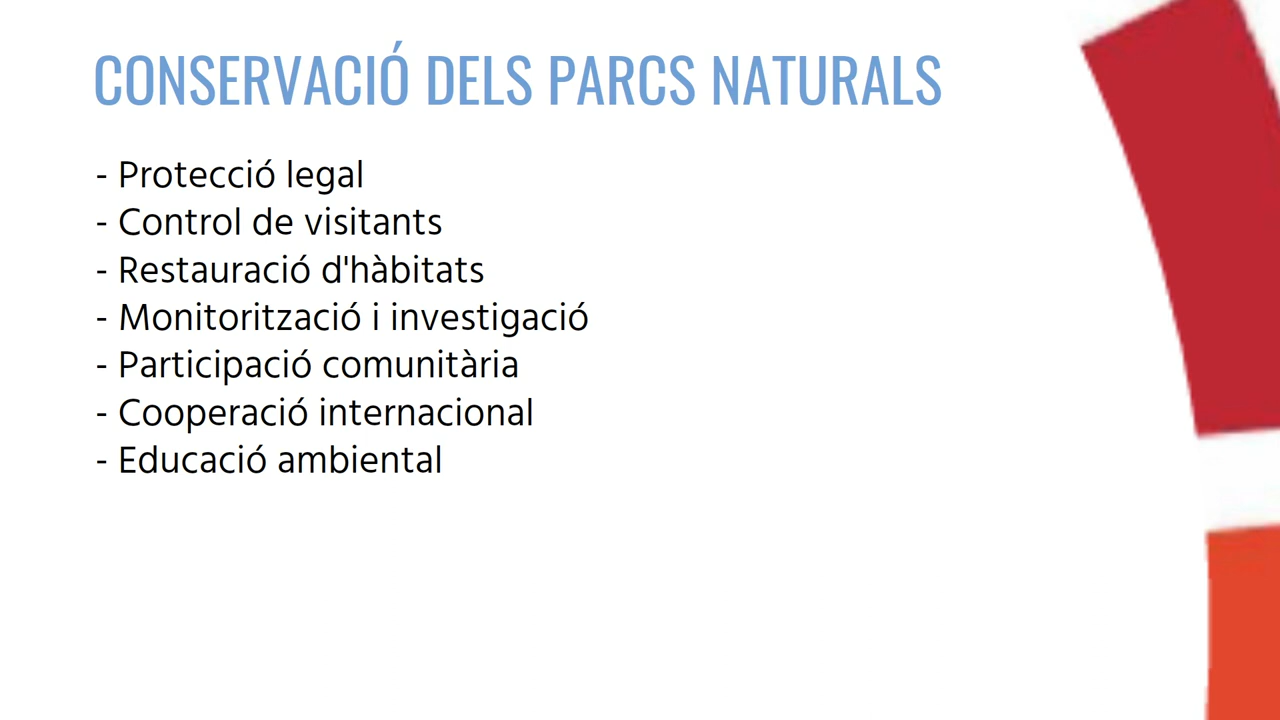 CONSERVACIÓ DELS PARCS NATURALS
- Protecció legal
- Control de visitants
- Restauració d'hàbitats
- Monitorització i investigació
- Participació comunitària
- Cooperació internacional
- Educació ambiental